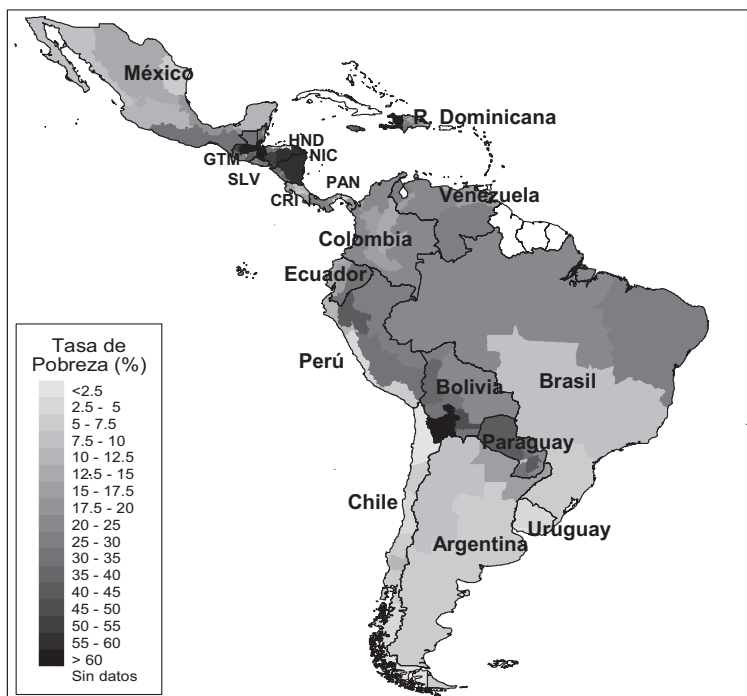 México
R. Dominicana
HND
GTM
NIC
SLV
PAN
CRI
Venezuela
Colombia
Ecuador
Perú
Bolivia
Brasil
Paraguay
Chile
Uruguay
Argentina
Tasa de
Pobreza (%)
<2.5
2.5 - 5
5 - 7.5
7.5 - 10
10 - 12.5
12.5 - 15
15 - 17.5
17.5 - 20
20 - 25
25 - 30
30 - 35
35 - 40
40 - 45
45 - 50
50 - 55
55 - 60
> 60
Sin datos